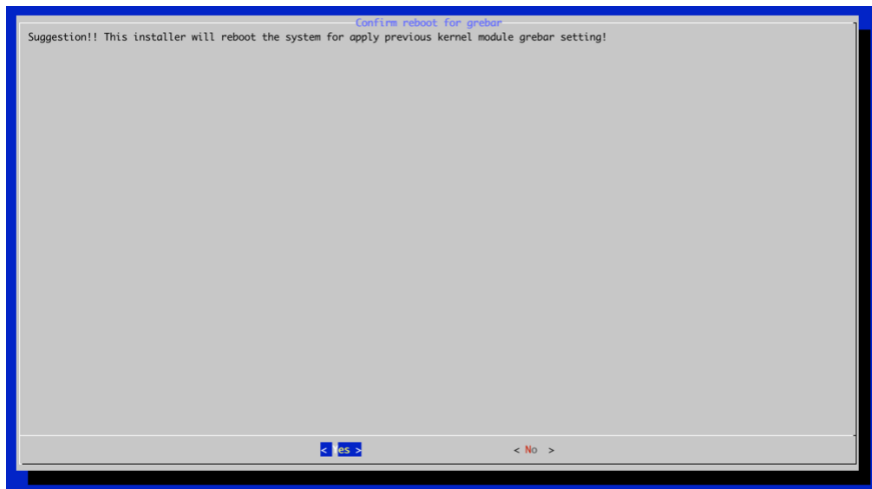 Confirm reboot for grebar
Suggestion!! This installer will reboot the system for apply previous kernel module grebar setting!
< Yes > < No >